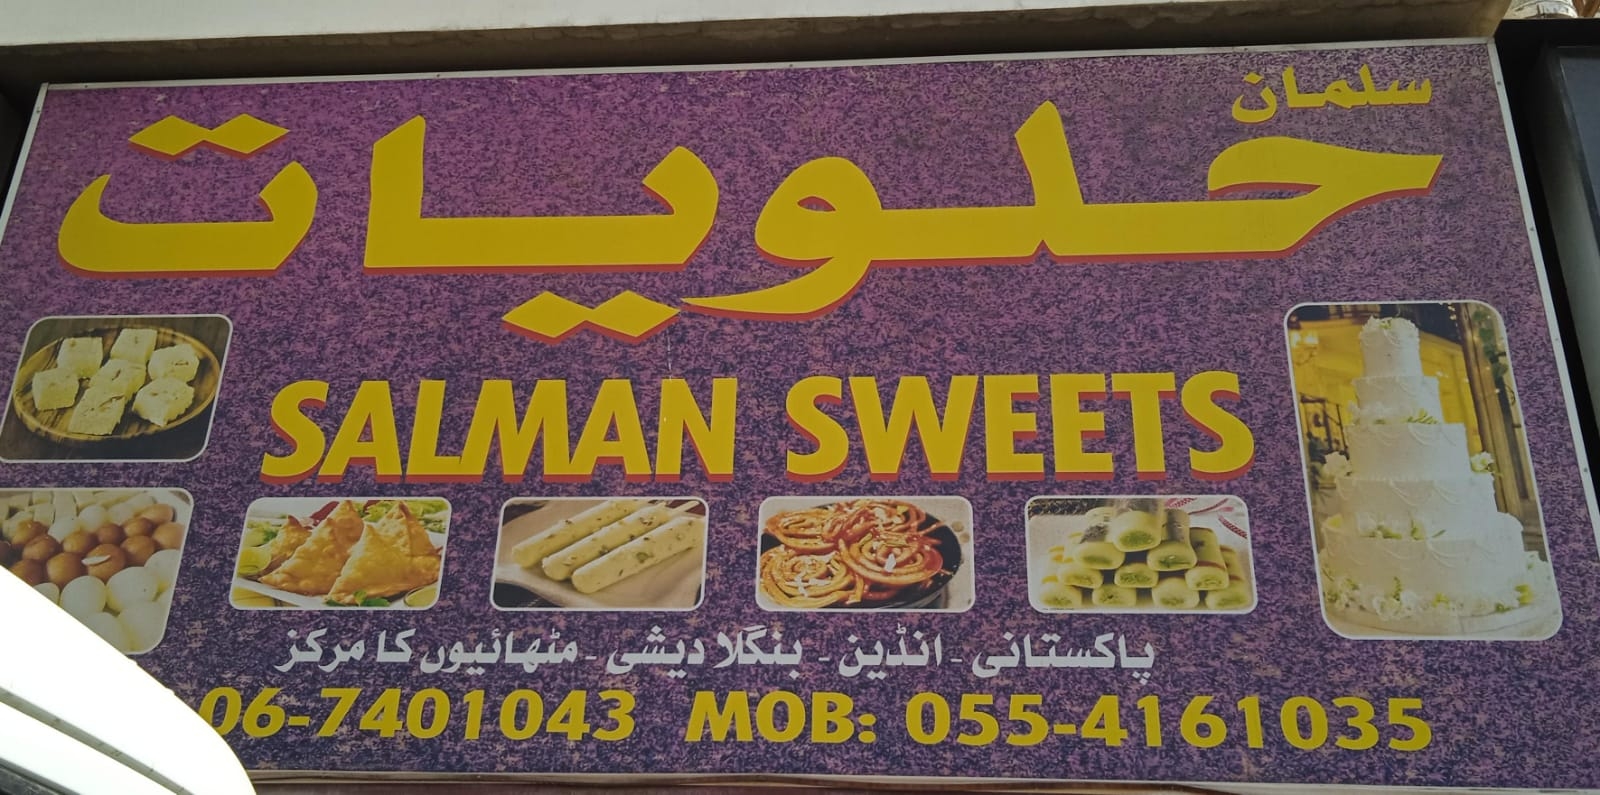 سلمان
حلويات
SALMAN SWEETS
پاکستانی - انڈین - بنگلا دیشی - مٹھائیوں کا مرکز
06-7401043 MOB: 055-4161035